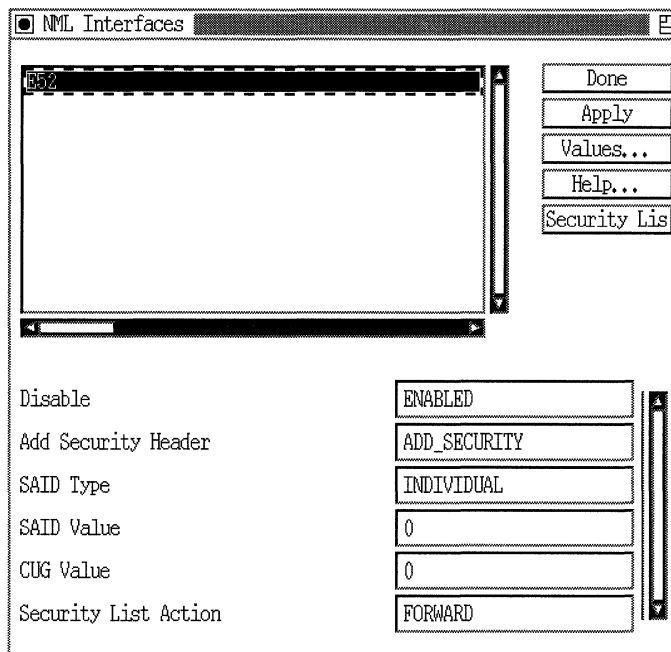 NML Interfaces
E52
Done
Apply
Values...
Help...
Security Lis
Disable ENABLED
Add Security Header ADD_SECURITY
SAID Type INDIVIDUAL
SAID Value 0
CUG Value 0
Security List Action FORWARD